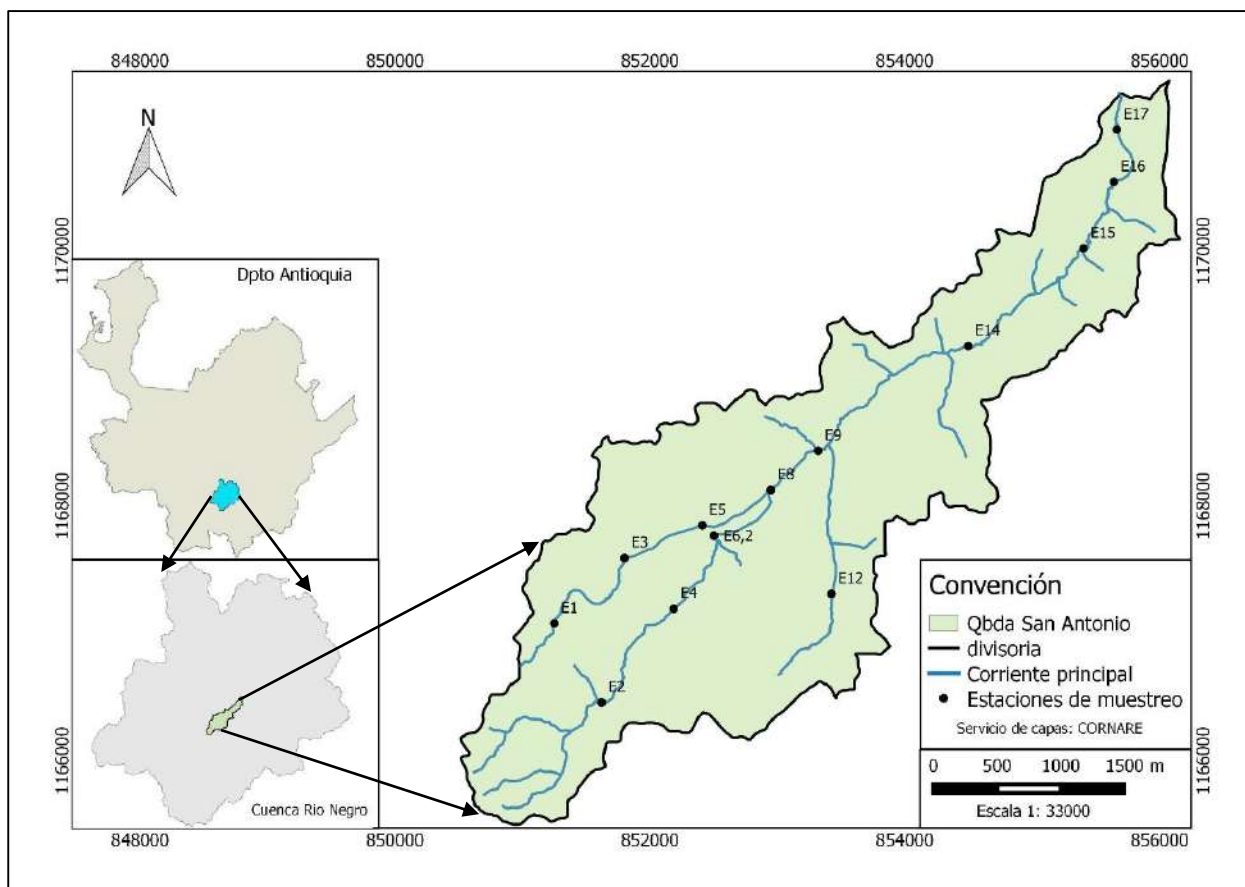 848000 850000 852000 854000 856000
N
1170000
1168000
1166000
Dpto Antioquia
Cuenca Rio Negro
E17
E16
E15
E14
E9
E8
E5
E6,2
E3
E12
E4
E1
E2
1170000
1168000
1166000
Convención
Qbda San Antonio
divisoria
Corriente principal
Estaciones de muestreo
Servicio de capas: CORNARE
0 500 1000 1500 m
Escala 1: 33000
848000 850000 852000 854000 856000